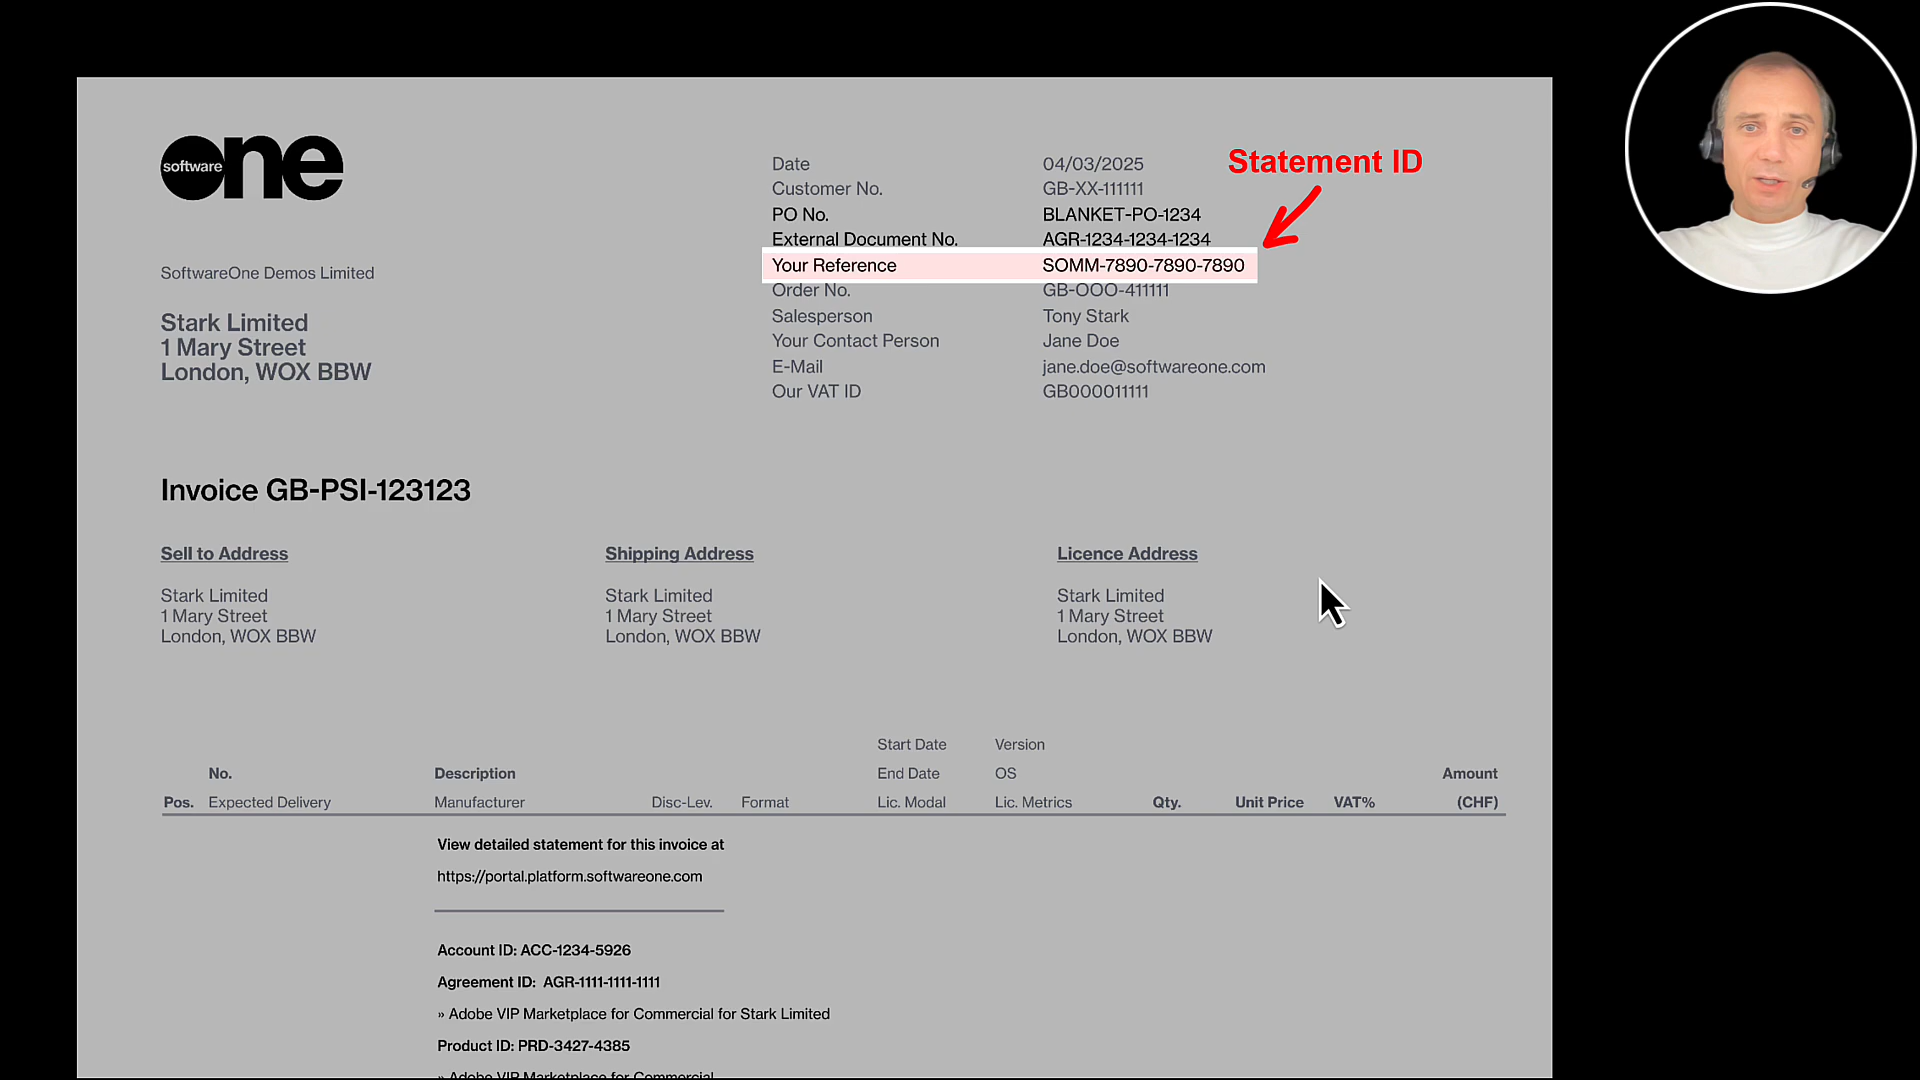 software one
Date 04/03/2025
Statement ID
Customer No. GB-XX-111111
PO No. BLANKET-PO-1234
External Document No. AGR-1234-1234-1234
Your Reference SOMM-7890-7890-7890
Order No. GB-OOO-411111
Salesperson Tony Stark
Your Contact Person Jane Doe
E-Mail jane.doe@softwareone.com
Our VAT ID GB000011111
SoftwareOne Demos Limited
Stark Limited
1 Mary Street
London, WOX BBW
Invoice GB-PSI-123123
Sell to Address
Stark Limited
1 Mary Street
London, WOX BBW
Shipping Address
Stark Limited
1 Mary Street
London, WOX BBW
Licence Address
Stark Limited
1 Mary Street
London, WOX BBW
Start Date Version
No. Description End Date OS Amount
Pos. Expected Delivery Manufacturer Disc-Lev. Format Lic. Modal Lic. Metrics Qty. Unit Price VAT% (CHF)
View detailed statement for this invoice at
https://portal.platform.softwareone.com
Account ID: ACC-1234-5926
Agreement ID: AGR-1111-1111-1111
» Adobe VIP Marketplace for Commercial for Stark Limited
Product ID: PRD-3427-4385
» Adobe VIP Marketplace for Commercial